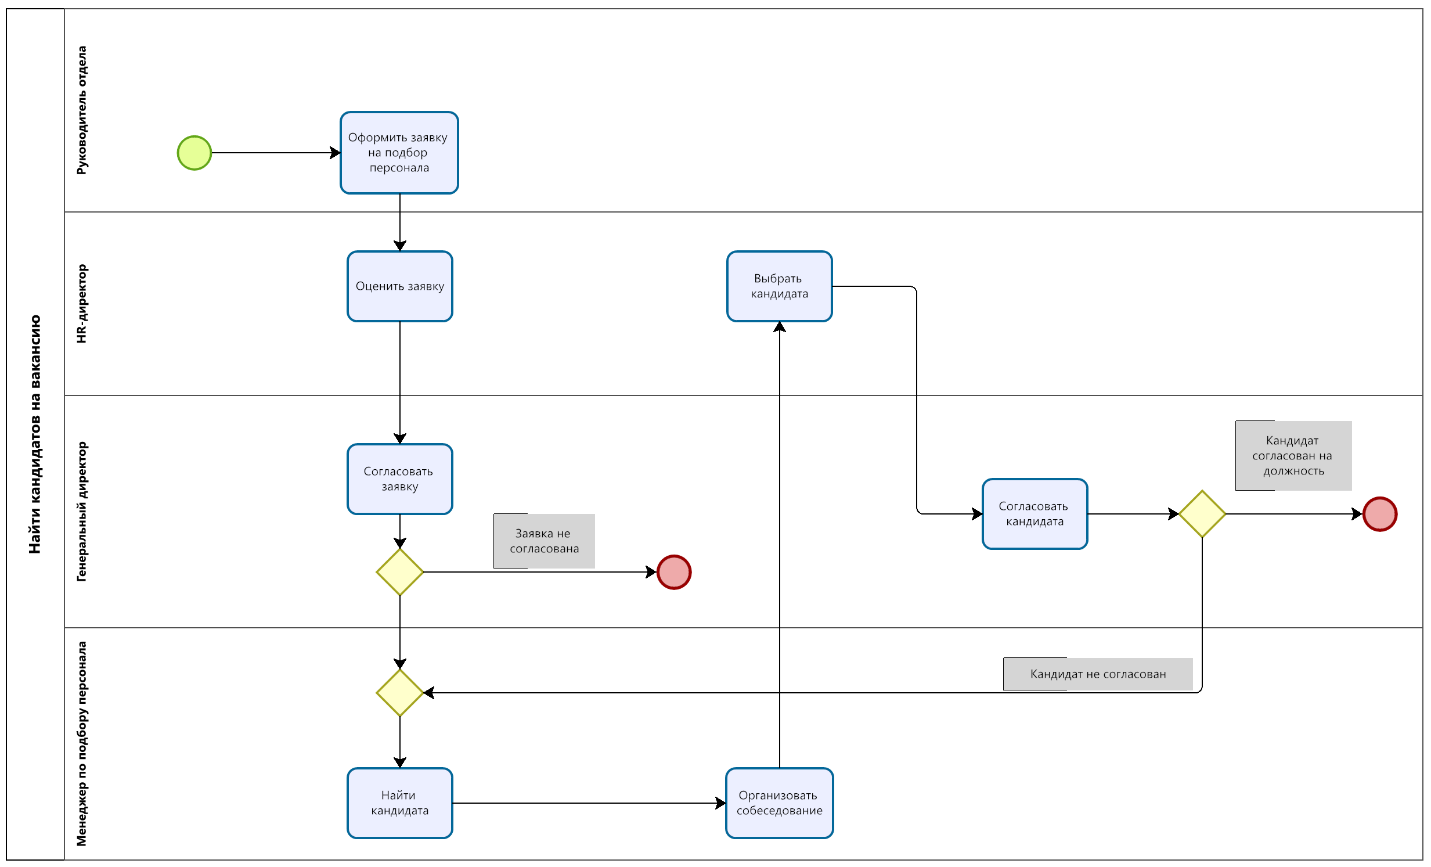 Найти кандидатов на вакансию
Руководитель отдела
Оформить заявку
на подбор
персонала
HR-директор
Оценить заявку
Выбрать
кандидата
Генеральный директор
Согласовать
заявку
Заявка не
согласована
Согласовать
кандидата
Кандидат
согласован на
должность
Менеджер по подбору персонала
Кандидат не согласован
Найти
кандидата
Организовать
собеседование